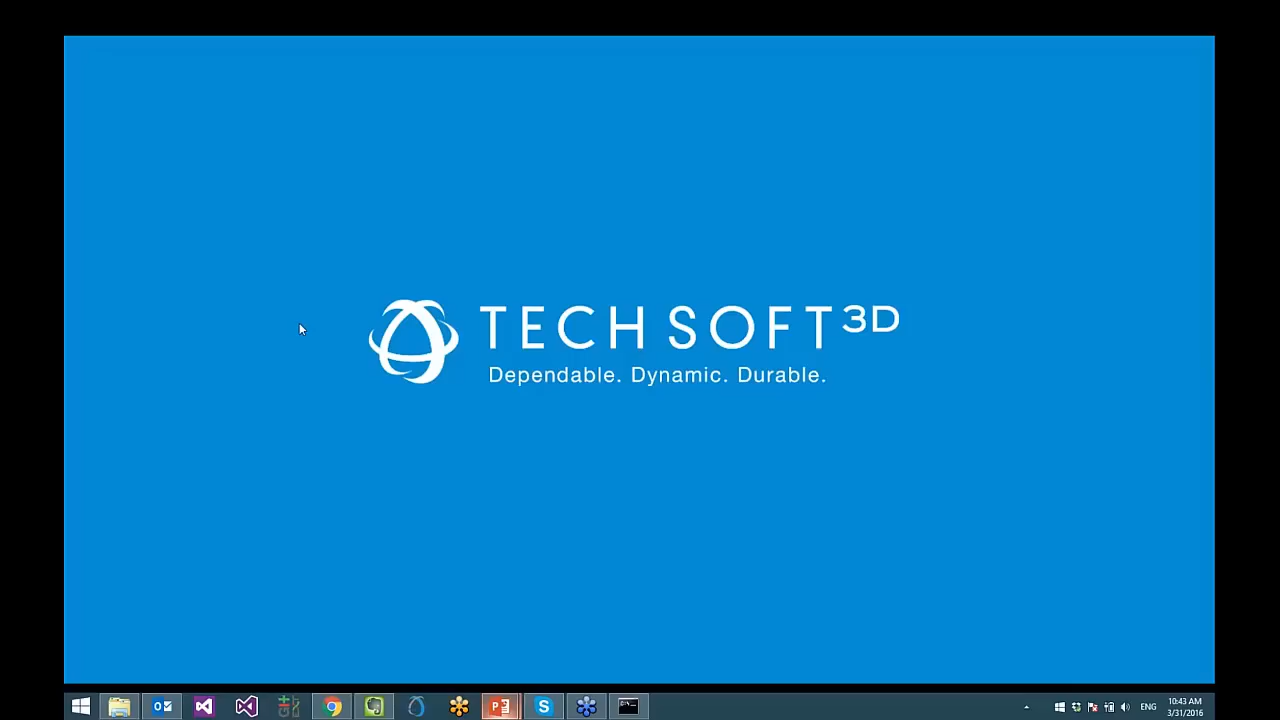 TECH SOFT 3D
Dependable. Dynamic. Durable.
ENG
10:43 AM
3/31/2016